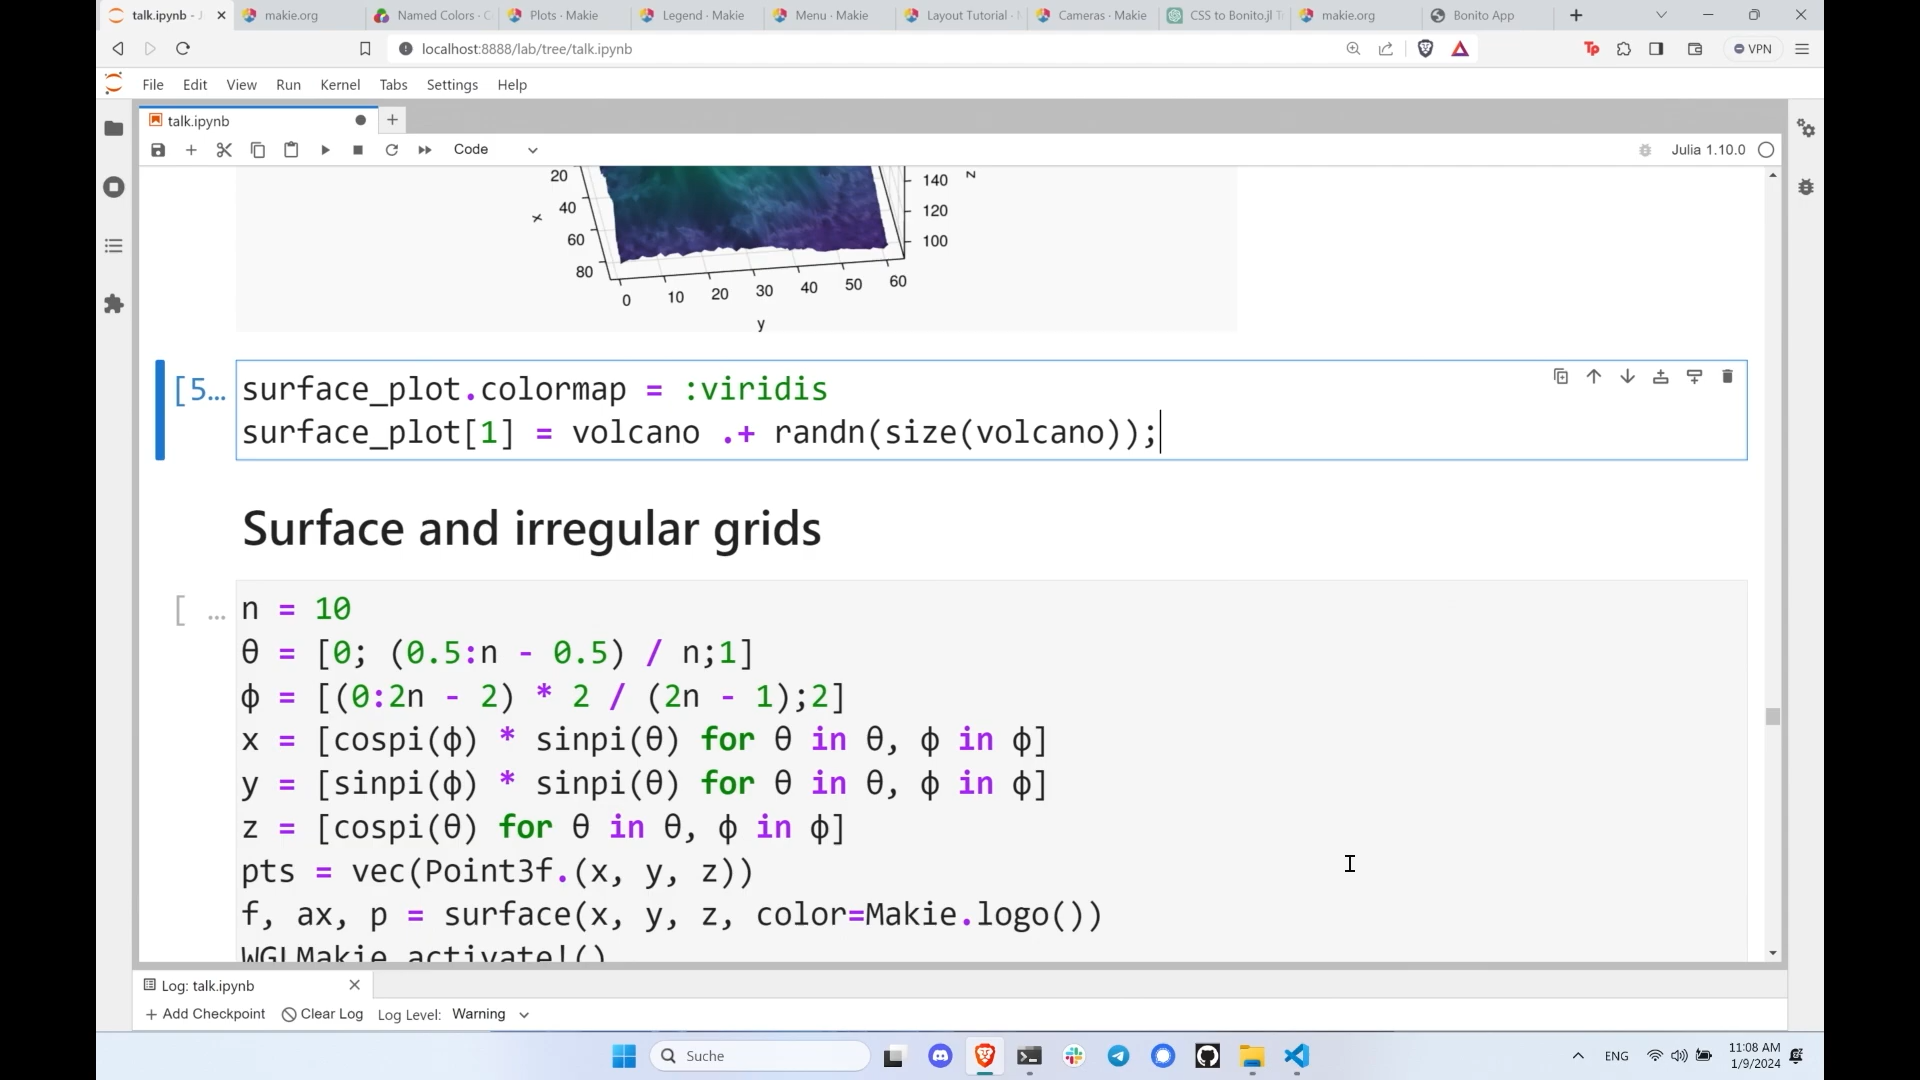 talk.ipynb - J
makie.org
Named Colors · C
Plots · Makie
Legend · Makie
Menu · Makie
Layout Tutorial ·
Cameras · Makie
CSS to Bonito.jl T
makie.org
Bonito App
localhost:8888/lab/tree/talk.ipynb
Tp
VPN
File Edit View Run Kernel Tabs Settings Help
talk.ipynb
Code
Julia 1.10.0
20
40
60
80
x
0 10 20 30 40 50 60
y
140
120
100
z
[5…
surface_plot.colormap = :viridis
surface_plot[1] = volcano .+ randn(size(volcano));
Surface and irregular grids
[ …
n = 10
θ = [0; (0.5:n - 0.5) / n;1]
ϕ = [(0:2n - 2) * 2 / (2n - 1);2]
x = [cospi(ϕ) * sinpi(θ) for θ in θ, ϕ in ϕ]
y = [sinpi(ϕ) * sinpi(θ) for θ in θ, ϕ in ϕ]
z = [cospi(θ) for θ in θ, ϕ in ϕ]
pts = vec(Point3f.(x, y, z))
f, ax, p = surface(x, y, z, color=Makie.logo())
WGLMakie.activate!()
Log: talk.ipynb
Add Checkpoint Clear Log Log Level: Warning
Suche
ENG
11:08 AM
1/9/2024